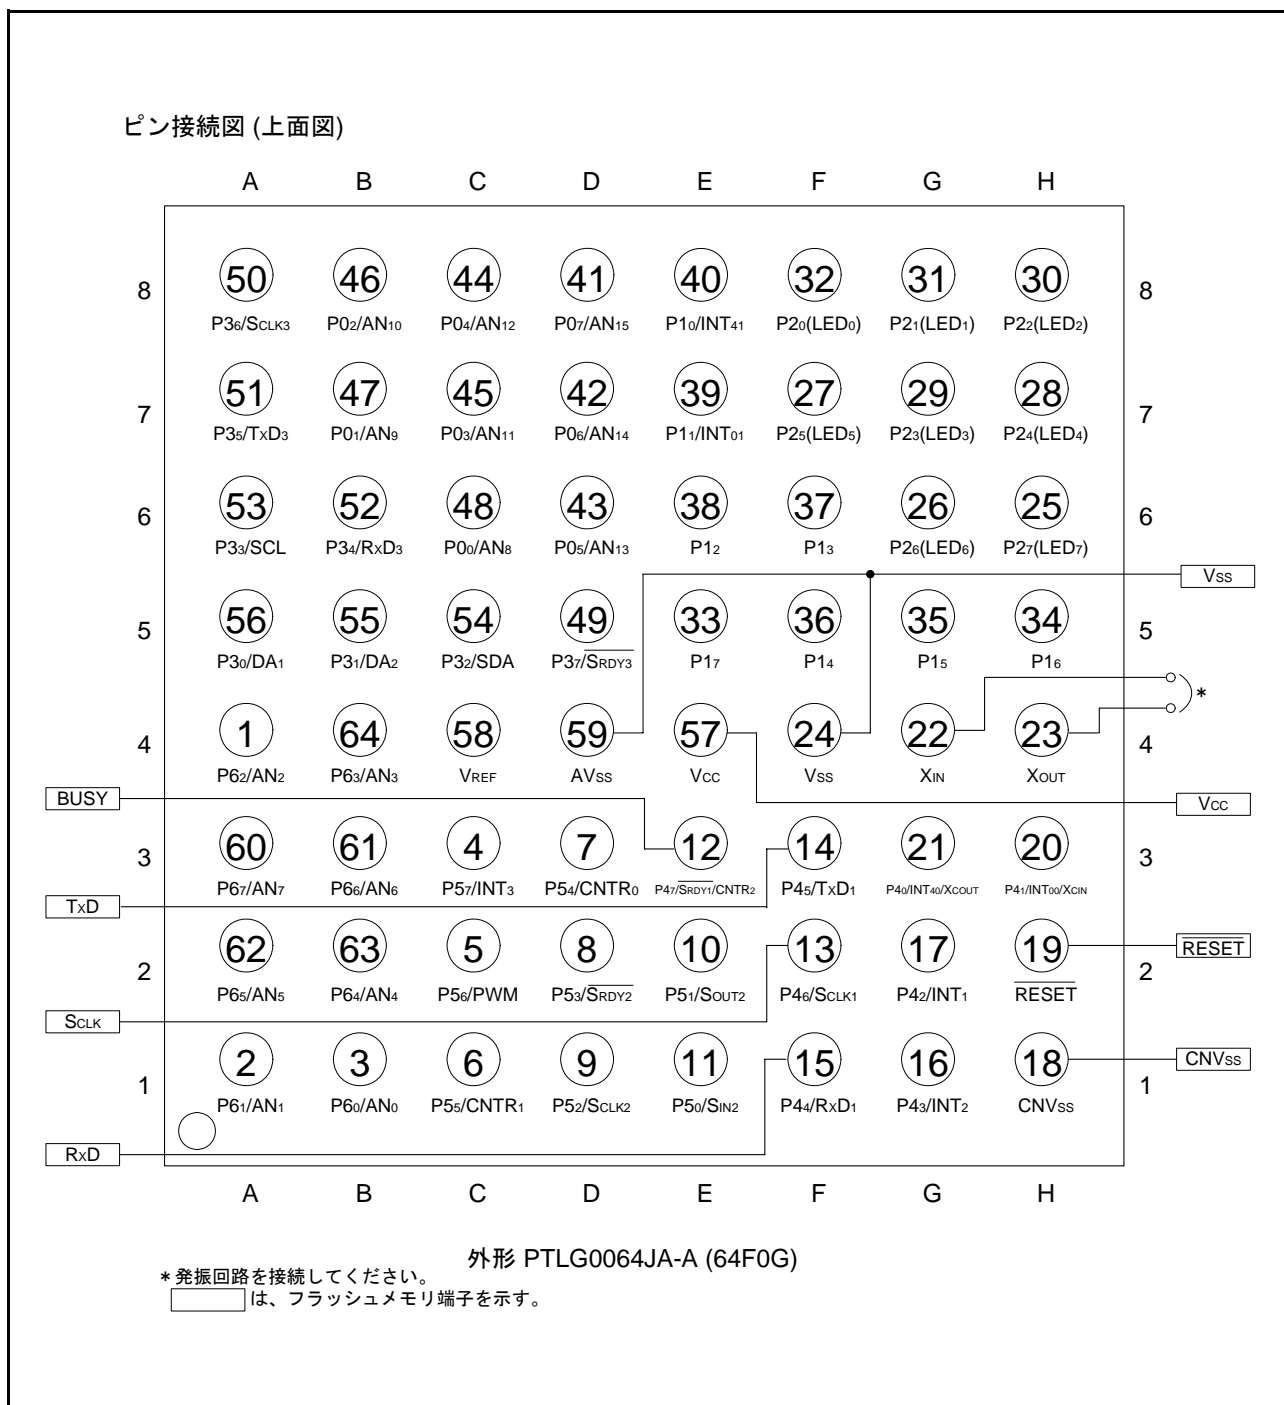 ピン接続図 (上面図)
A B C D E F G H
8 50 46 44 41 40 32 31 30 8
P36/SCLK3 P02/AN10 P04/AN12 P07/AN15 P10/INT41 P20(LED0) P21(LED1) P22(LED2)
7 51 47 45 42 39 27 29 28 7
P35/TxD3 P01/AN9 P03/AN11 P06/AN14 P11/INT01 P25(LED5) P23(LED3) P24(LED4)
6 53 52 48 43 38 37 26 25 6
P33/SCL P34/RxD3 P00/AN8 P05/AN13 P12 P13 P26(LED6) P27(LED7)
Vss
5 56 55 54 49 33 36 35 34 5
P30/DA1 P31/DA2 P32/SDA P37/SRDY3 P17 P14 P15 P16
*
4 1 64 58 59 57 24 22 23 4
P62/AN2 P63/AN3 VREF AVSS VCC VSS XIN XOUT
BUSY Vcc
3 60 61 4 7 12 14 21 20 3
P67/AN7 P66/AN6 P57/INT3 P54/CNTR0 P47/SRDY1/CNTR2 P45/TxD1 P40/INT40/XCOUT P41/INT00/XCIN
TxD
2 62 63 5 8 10 13 17 19 2 RESET
P65/AN5 P64/AN4 P56/PWM P53/SRDY2 P51/SOUT2 P46/SCLK1 P42/INT1 RESET
SCLK
1 2 3 6 9 11 15 16 18 1 CNVss
P61/AN1 P60/AN0 P55/CNTR1 P52/SCLK2 P50/SIN2 P44/RxD1 P43/INT2 CNVSS
RxD
A B C D E F G H
外形 PTLG0064JA-A (64F0G)
*発振回路を接続してください。
は、フラッシュメモリ端子を示す。